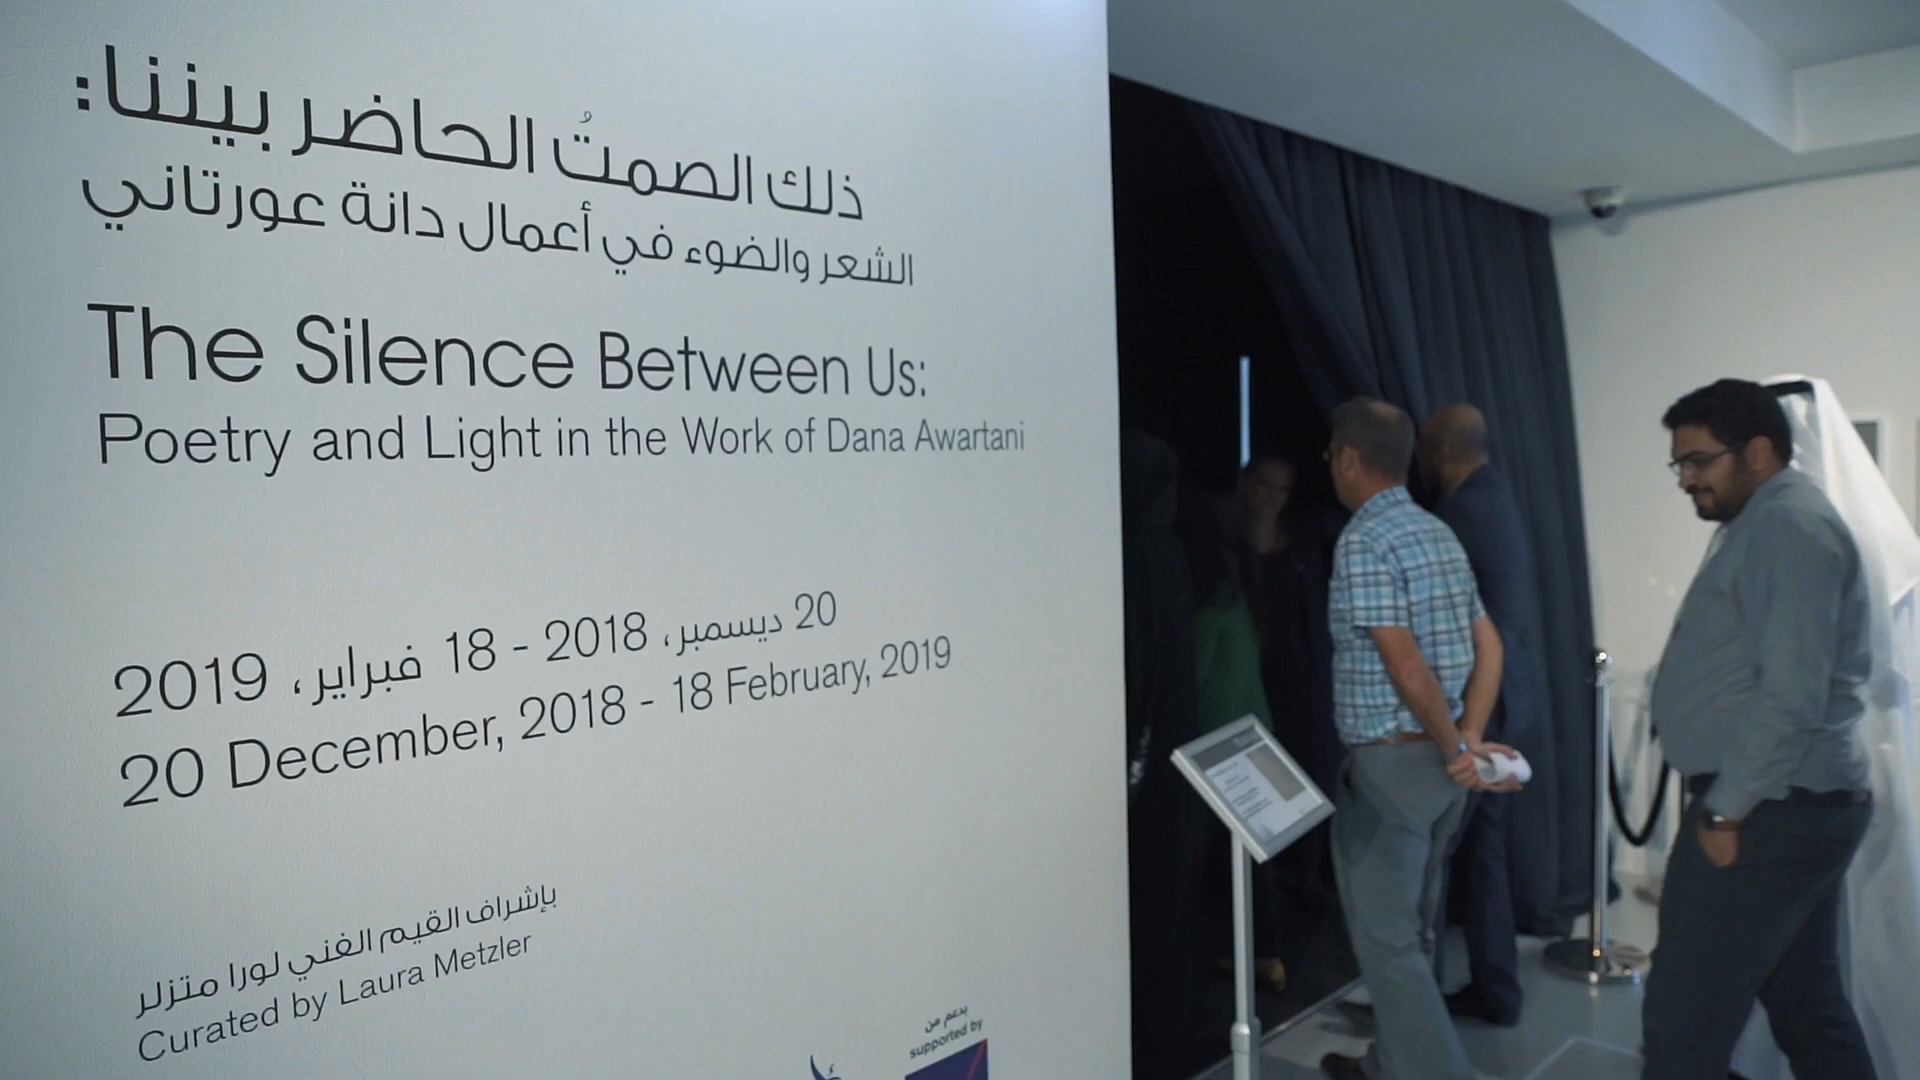 ذلك الصمتُ الحاضر بيننا:
الشعر والضوء في أعمال دانة عورتاني
The Silence Between Us:
Poetry and Light in the Work of Dana Awartani
20 ديسمبر، 2018 - 18 فبراير، 2019
20 December, 2018 - 18 February, 2019
بإشراف القيم الفني لورا متزلر
Curated by Laura Metzler
بدعم من
supported by